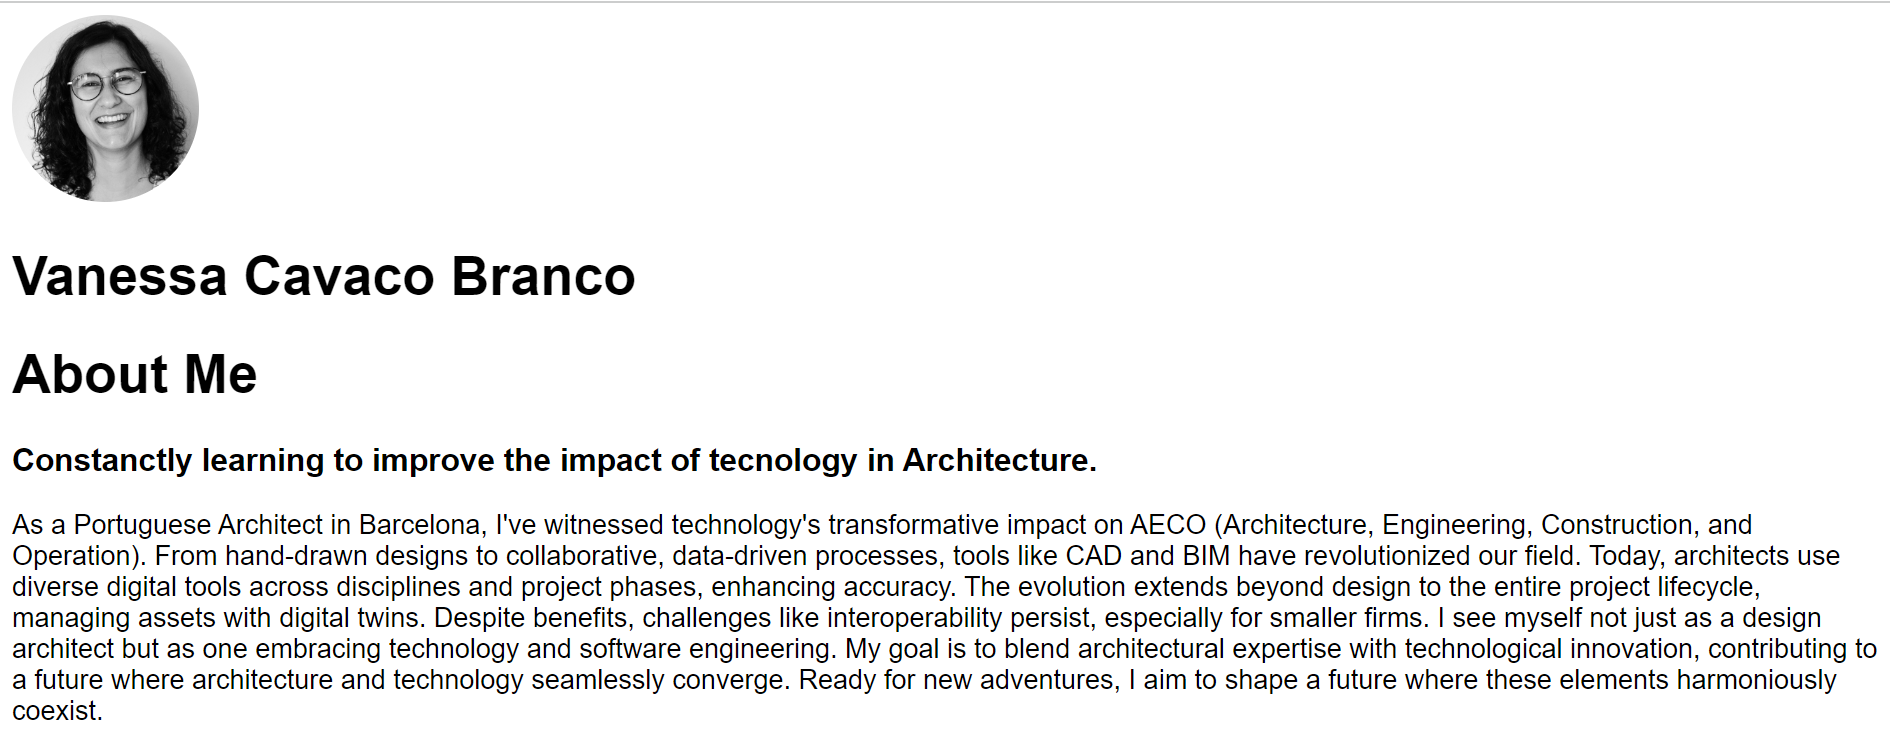 Vanessa Cavaco Branco
About Me
Constanctly learning to improve the impact of tecnology in Architecture.
As a Portuguese Architect in Barcelona, I've witnessed technology's transformative impact on AECO (Architecture, Engineering, Construction, and
Operation). From hand-drawn designs to collaborative, data-driven processes, tools like CAD and BIM have revolutionized our field. Today, architects use
diverse digital tools across disciplines and project phases, enhancing accuracy. The evolution extends beyond design to the entire project lifecycle,
managing assets with digital twins. Despite benefits, challenges like interoperability persist, especially for smaller firms. I see myself not just as a design
architect but as one embracing technology and software engineering. My goal is to blend architectural expertise with technological innovation, contributing to
a future where architecture and technology seamlessly converge. Ready for new adventures, I aim to shape a future where these elements harmoniously
coexist.